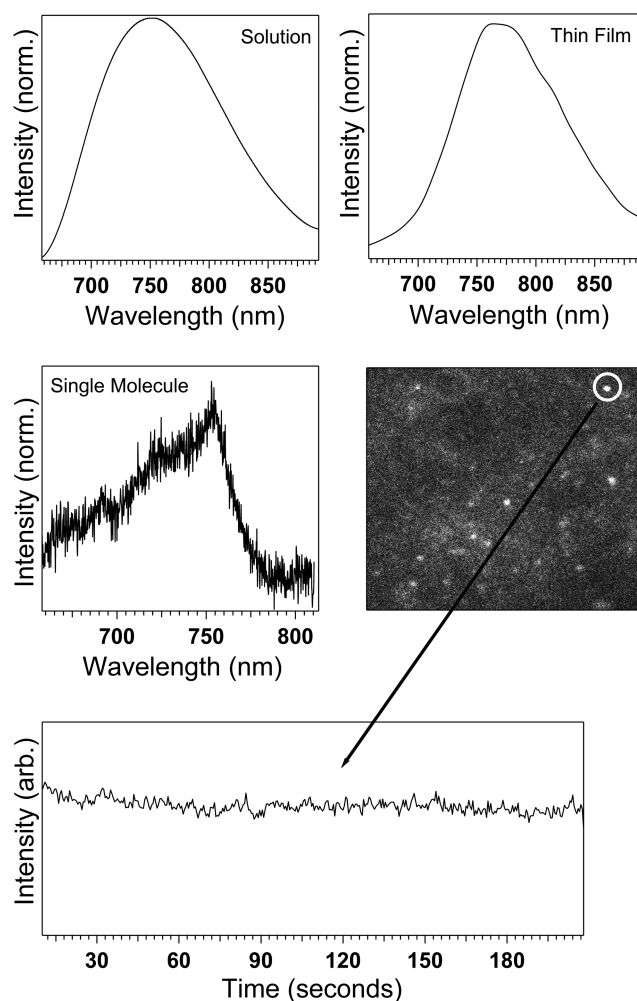 Solution
Intensity (norm.)
700 750 800 850
Wavelength (nm)
Thin Film
Intensity (norm.)
700 750 800 850
Wavelength (nm)
Single Molecule
Intensity (norm.)
700 750 800
Wavelength (nm)
Intensity (arb.)
30 60 90 120 150 180
Time (seconds)